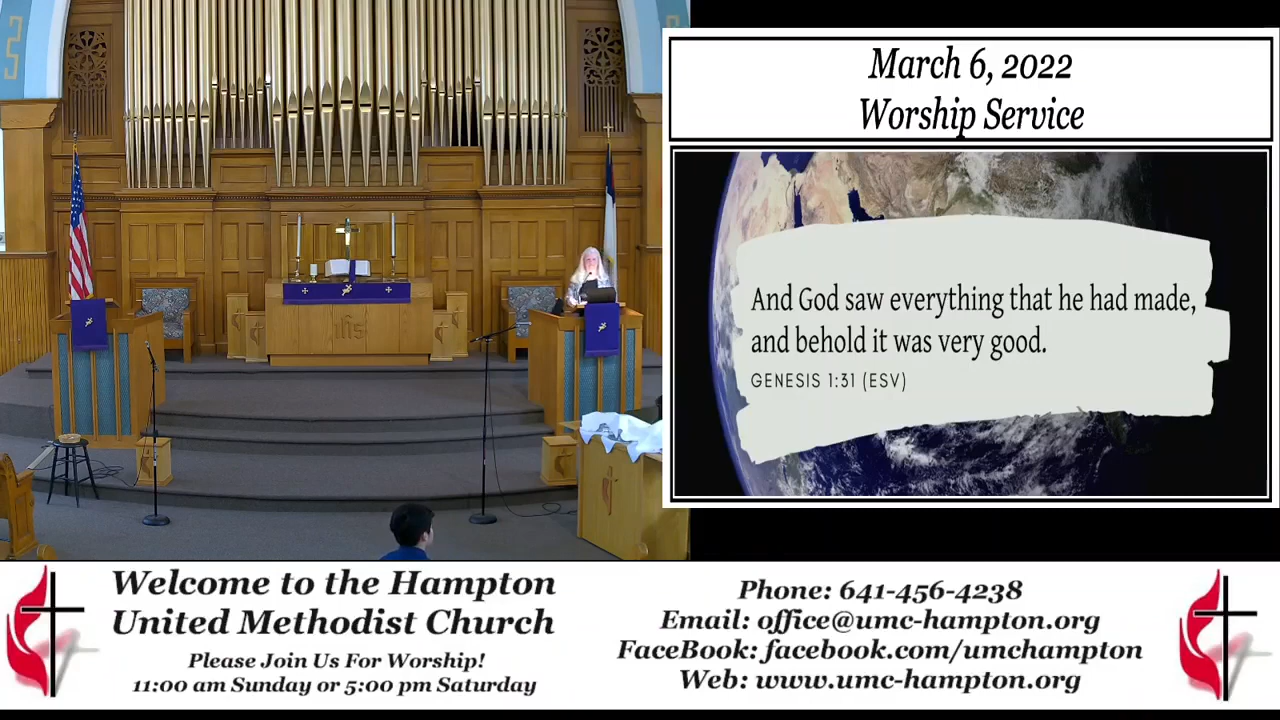 March 6, 2022
Worship Service
And God saw everything that he had made,
and behold it was very good.
GENESIS 1:31 (ESV)
ihs
Welcome to the Hampton
United Methodist Church
Please Join Us For Worship!
11:00 am Sunday or 5:00 pm Saturday
Phone: 641-456-4238
Email: office@umc-hampton.org
FaceBook: facebook.com/umchampton
Web: www.umc-hampton.org